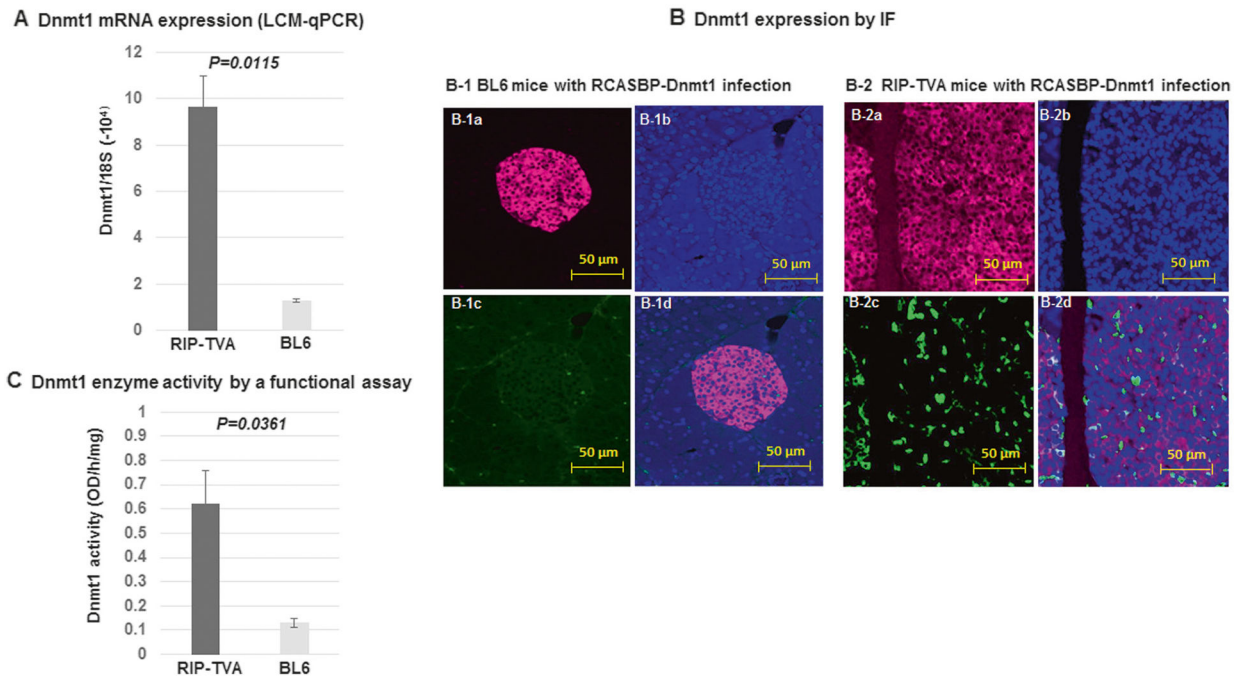 A Dnmt1 mRNA expression (LCM-qPCR)
P=0.0115
Dnmt1/18S (-10⁴)
12
10
8
6
4
2
0
RIP-TVA
BL6
B Dnmt1 expression by IF
B-1 BL6 mice with RCASBP-Dnmt1 infection
B-1a
50 µm
B-1b
50 µm
B-1c
50 µm
B-1d
50 µm
B-2 RIP-TVA mice with RCASBP-Dnmt1 infection
B-2a
50 µm
B-2b
50 µm
B-2c
50 µm
B-2d
50 µm
C Dnmt1 enzyme activity by a functional assay
P=0.0361
Dnmt1 activity (OD/h/mg)
1
0.9
0.8
0.7
0.6
0.5
0.4
0.3
0.2
0.1
0
RIP-TVA
BL6